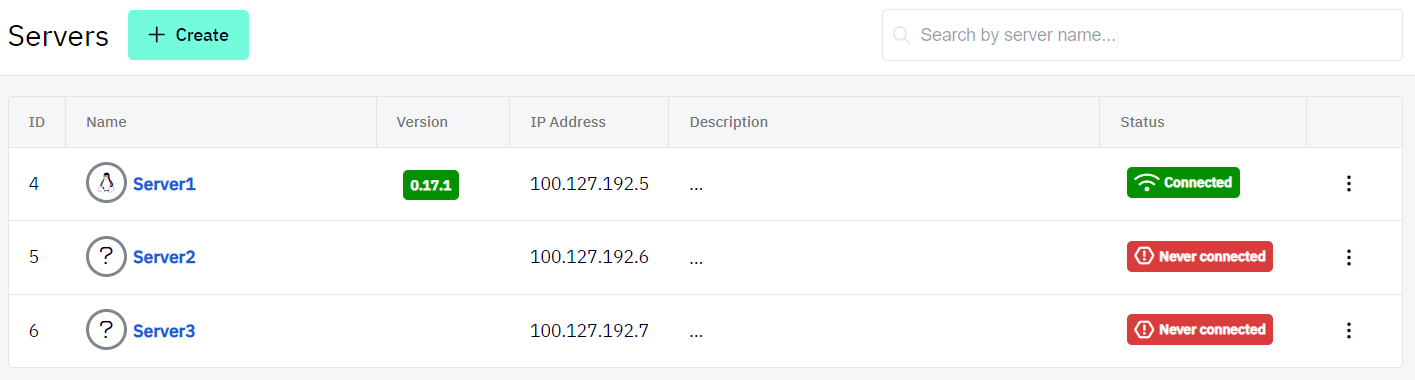 Servers + Create Search by server name...
ID Name Version IP Address Description Status
4 Server1 0.17.1 100.127.192.5 ... Connected
5 ? Server2 100.127.192.6 ... Never connected
6 ? Server3 100.127.192.7 ... Never connected